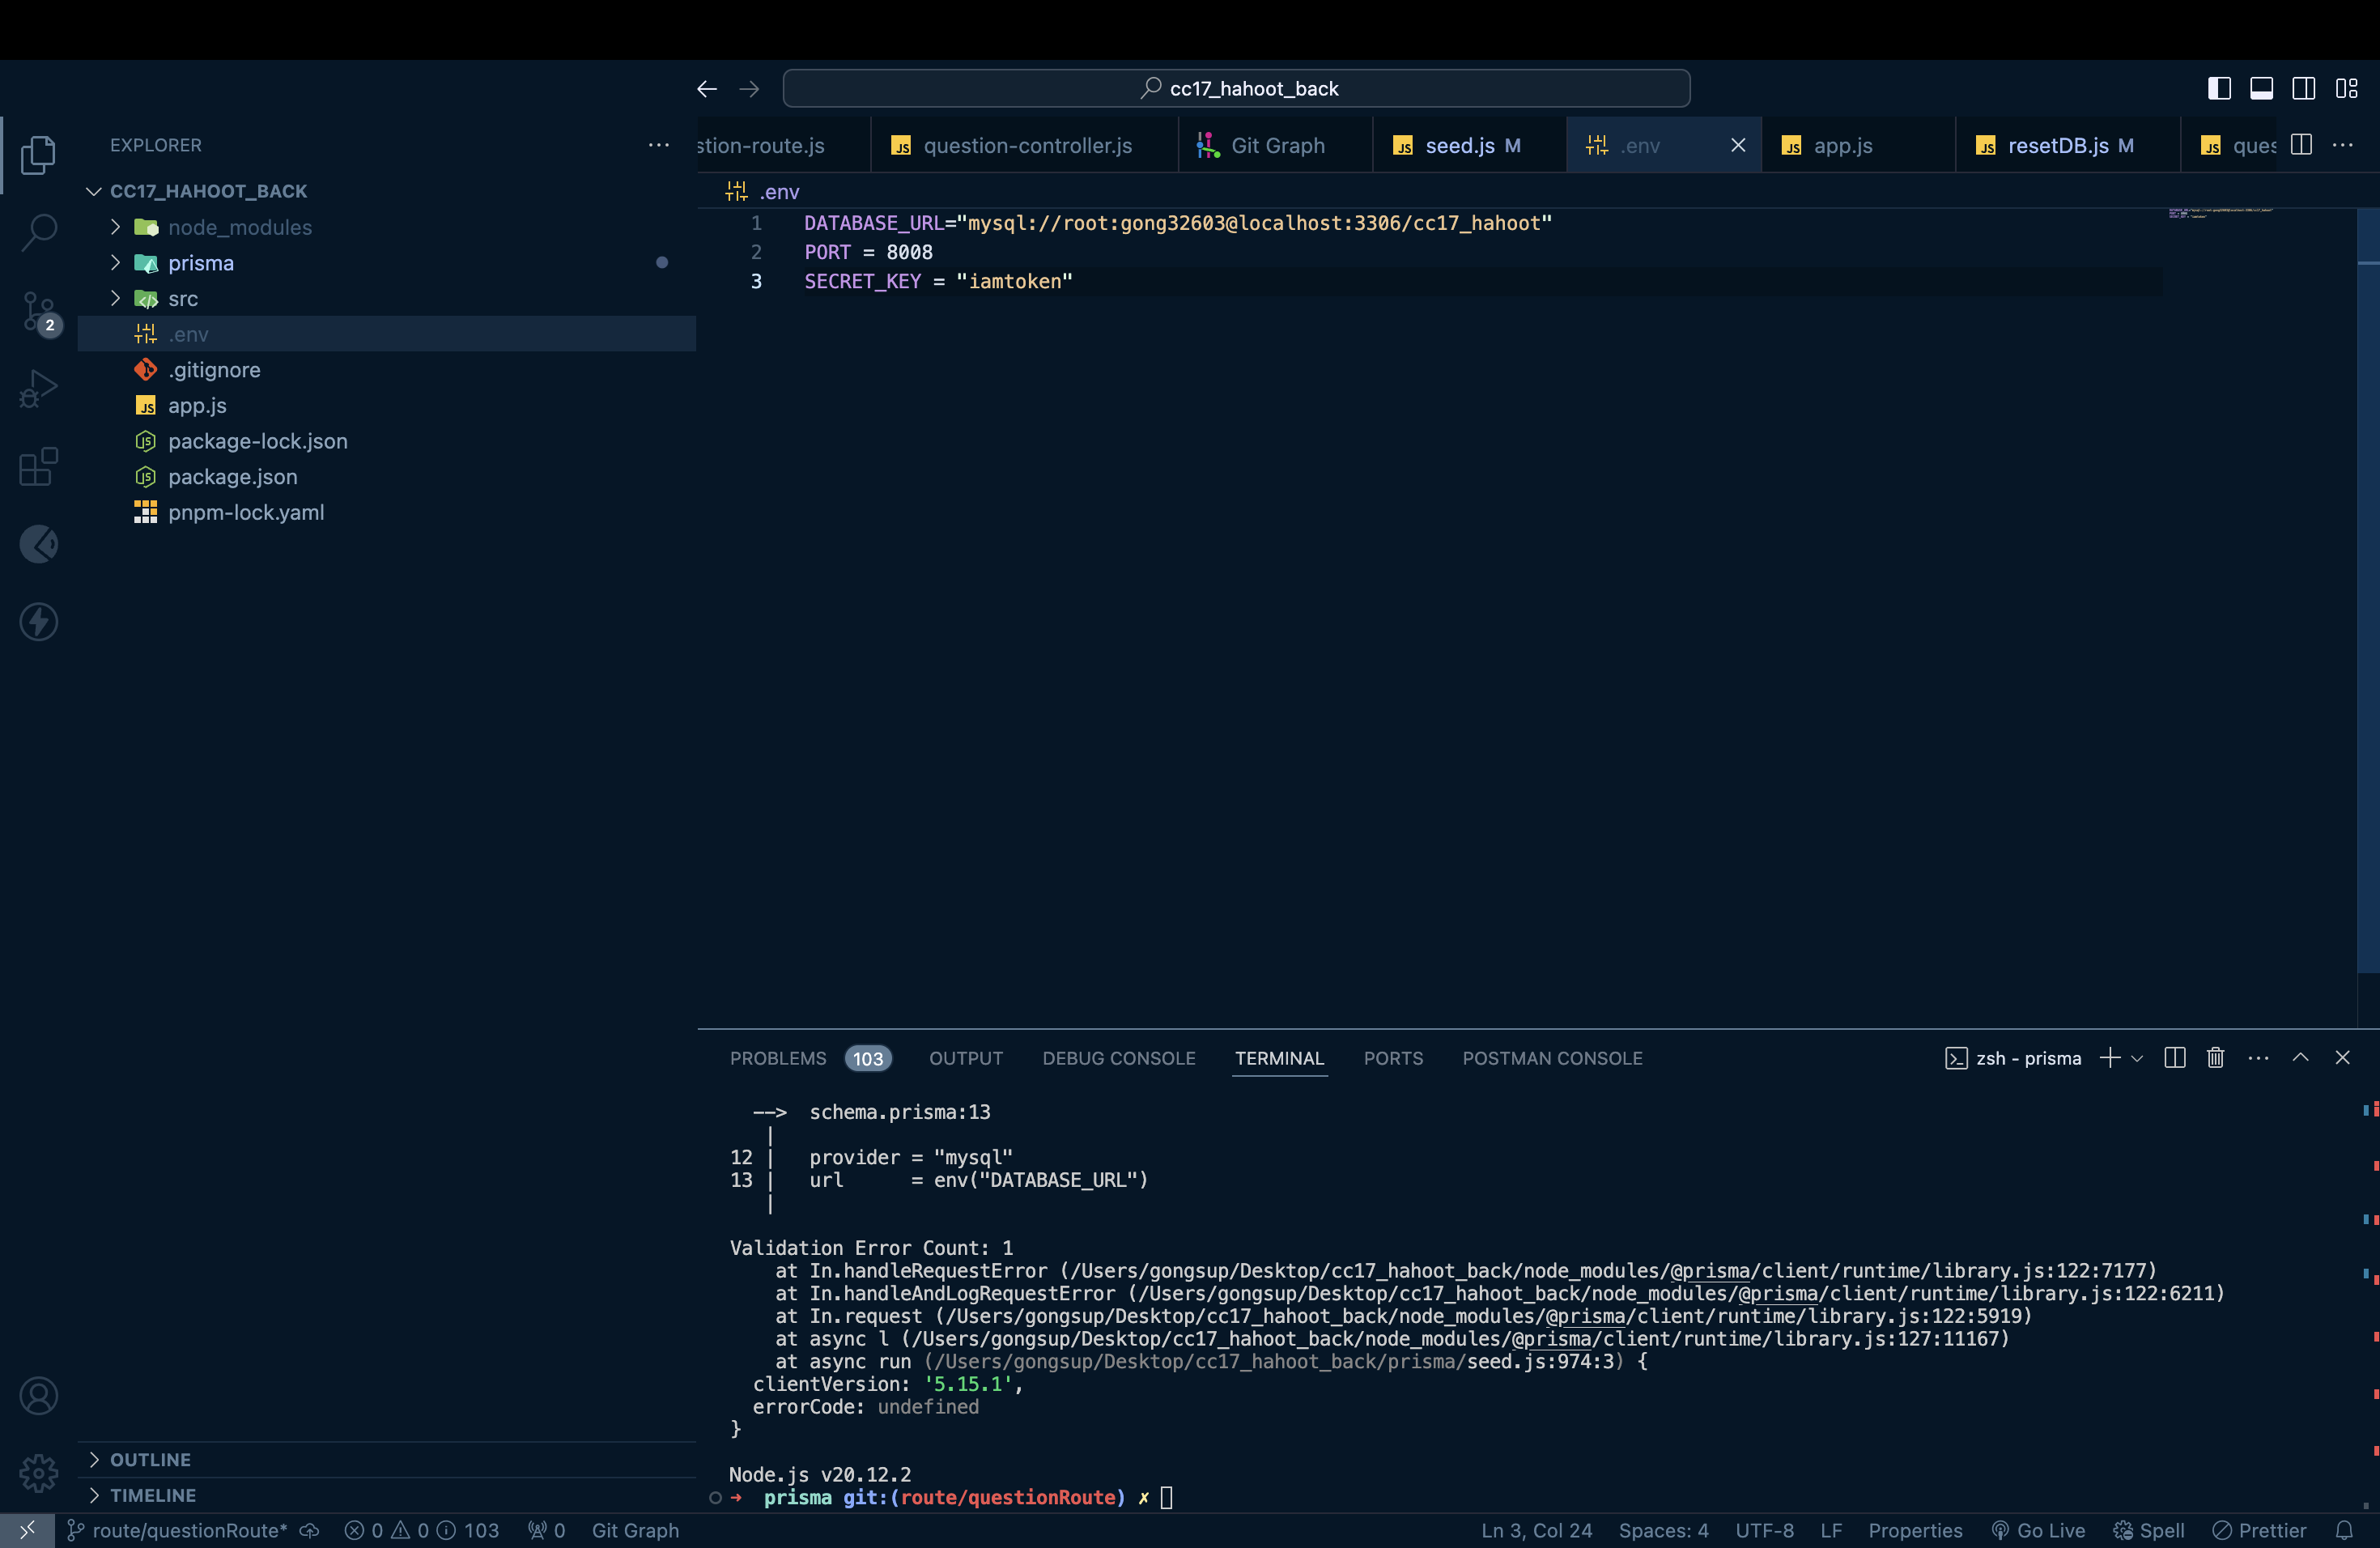 cc17_hahoot_back
EXPLORER
CC17_HAHOOT_BACK
node_modules
prisma
src
.env
.gitignore
app.js
package-lock.json
package.json
pnpm-lock.yaml
OUTLINE
TIMELINE
2
stion-route.js
question-controller.js
Git Graph
seed.js M
.env
app.js
resetDB.js M
ques
.env
1 DATABASE_URL="mysql://root:gong32603@localhost:3306/cc17_hahoot"
2 PORT = 8008
3 SECRET_KEY = "iamtoken"
PROBLEMS 103 OUTPUT DEBUG CONSOLE TERMINAL PORTS POSTMAN CONSOLE
zsh - prisma
--> schema.prisma:13
|
12 | provider = "mysql"
13 | url = env("DATABASE_URL")
|
Validation Error Count: 1
at In.handleRequestError (/Users/gongsup/Desktop/cc17_hahoot_back/node_modules/@prisma/client/runtime/library.js:122:7177)
at In.handleAndLogRequestError (/Users/gongsup/Desktop/cc17_hahoot_back/node_modules/@prisma/client/runtime/library.js:122:6211)
at In.request (/Users/gongsup/Desktop/cc17_hahoot_back/node_modules/@prisma/client/runtime/library.js:122:5919)
at async l (/Users/gongsup/Desktop/cc17_hahoot_back/node_modules/@prisma/client/runtime/library.js:127:11167)
at async run (/Users/gongsup/Desktop/cc17_hahoot_back/prisma/seed.js:974:3) {
clientVersion: '5.15.1',
errorCode: undefined
}
Node.js v20.12.2
➜ prisma git:(route/questionRoute) ✗
route/questionRoute* 0 0 103 0 Git Graph
Ln 3, Col 24 Spaces: 4 UTF-8 LF Properties Go Live Spell Prettier